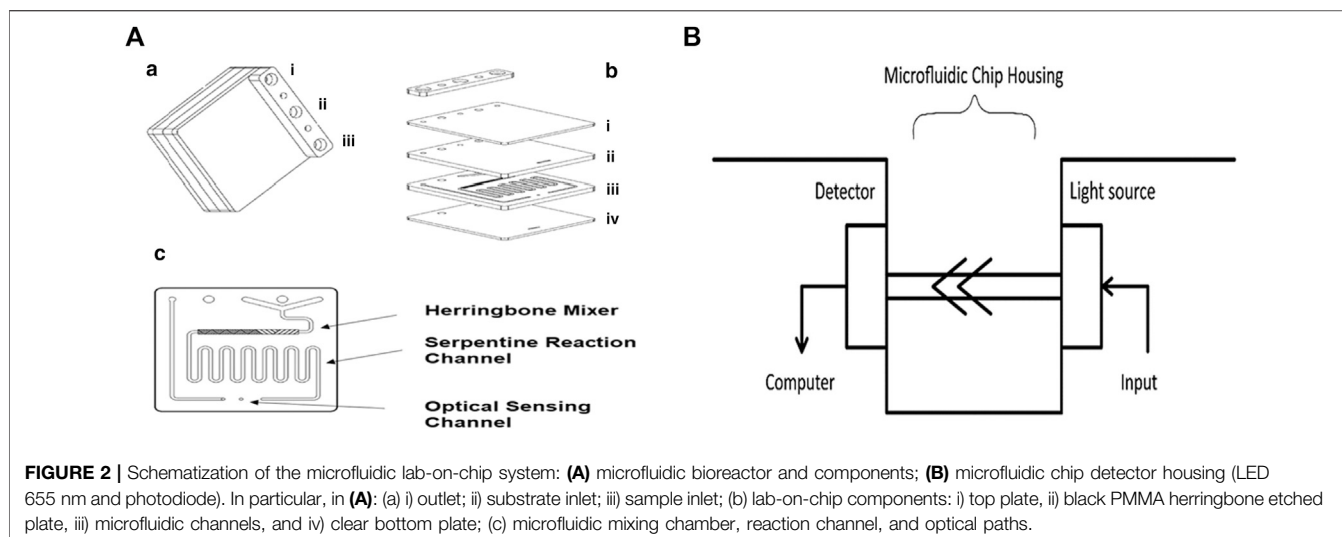 A
a
i
ii
iii
b
i
ii
iii
iv
c
Herringbone Mixer
Serpentine Reaction
Channel
Optical Sensing
Channel
B
Microfluidic Chip Housing
Detector
Light source
Computer
Input
FIGURE 2 | Schematization of the microfluidic lab-on-chip system: (A) microfluidic bioreactor and components; (B) microfluidic chip detector housing (LED
655 nm and photodiode). In particular, in (A): (a) i) outlet; ii) substrate inlet; iii) sample inlet; (b) lab-on-chip components: i) top plate, ii) black PMMA herringbone etched
plate, iii) microfluidic channels, and iv) clear bottom plate; (c) microfluidic mixing chamber, reaction channel, and optical paths.